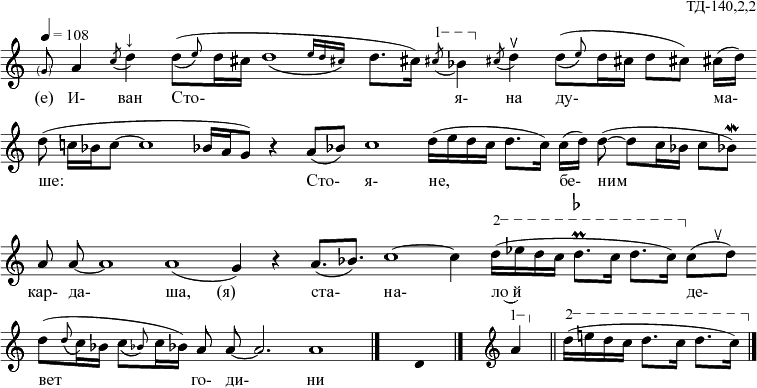 ТД-140,2,2
= 108
1
(е) И- ван Сто- я- на ду- ма-
ше: Сто- я- не, бе- ним
2
кар- да- ша, (я) ста- на- ло й де-
1 2
вет го- ди- ни